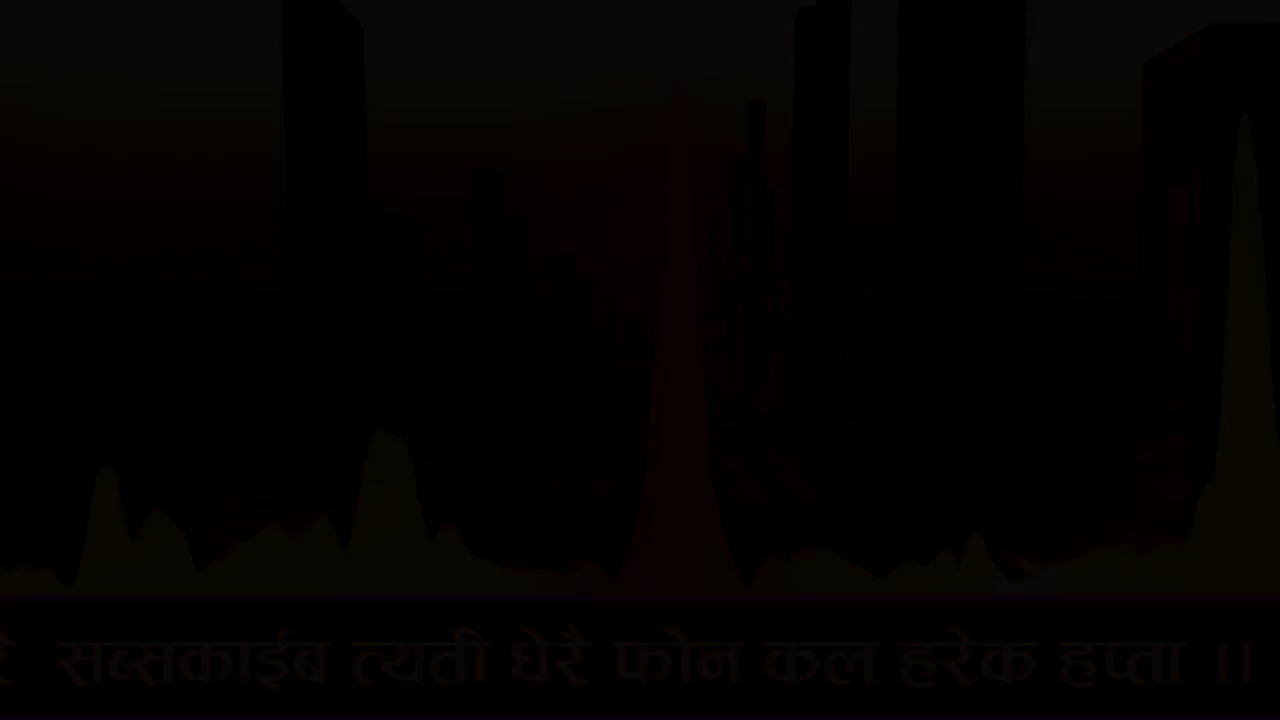 रै सब्सकाईब त्यती धेरै फोन कल हरेक हप्ता ।।